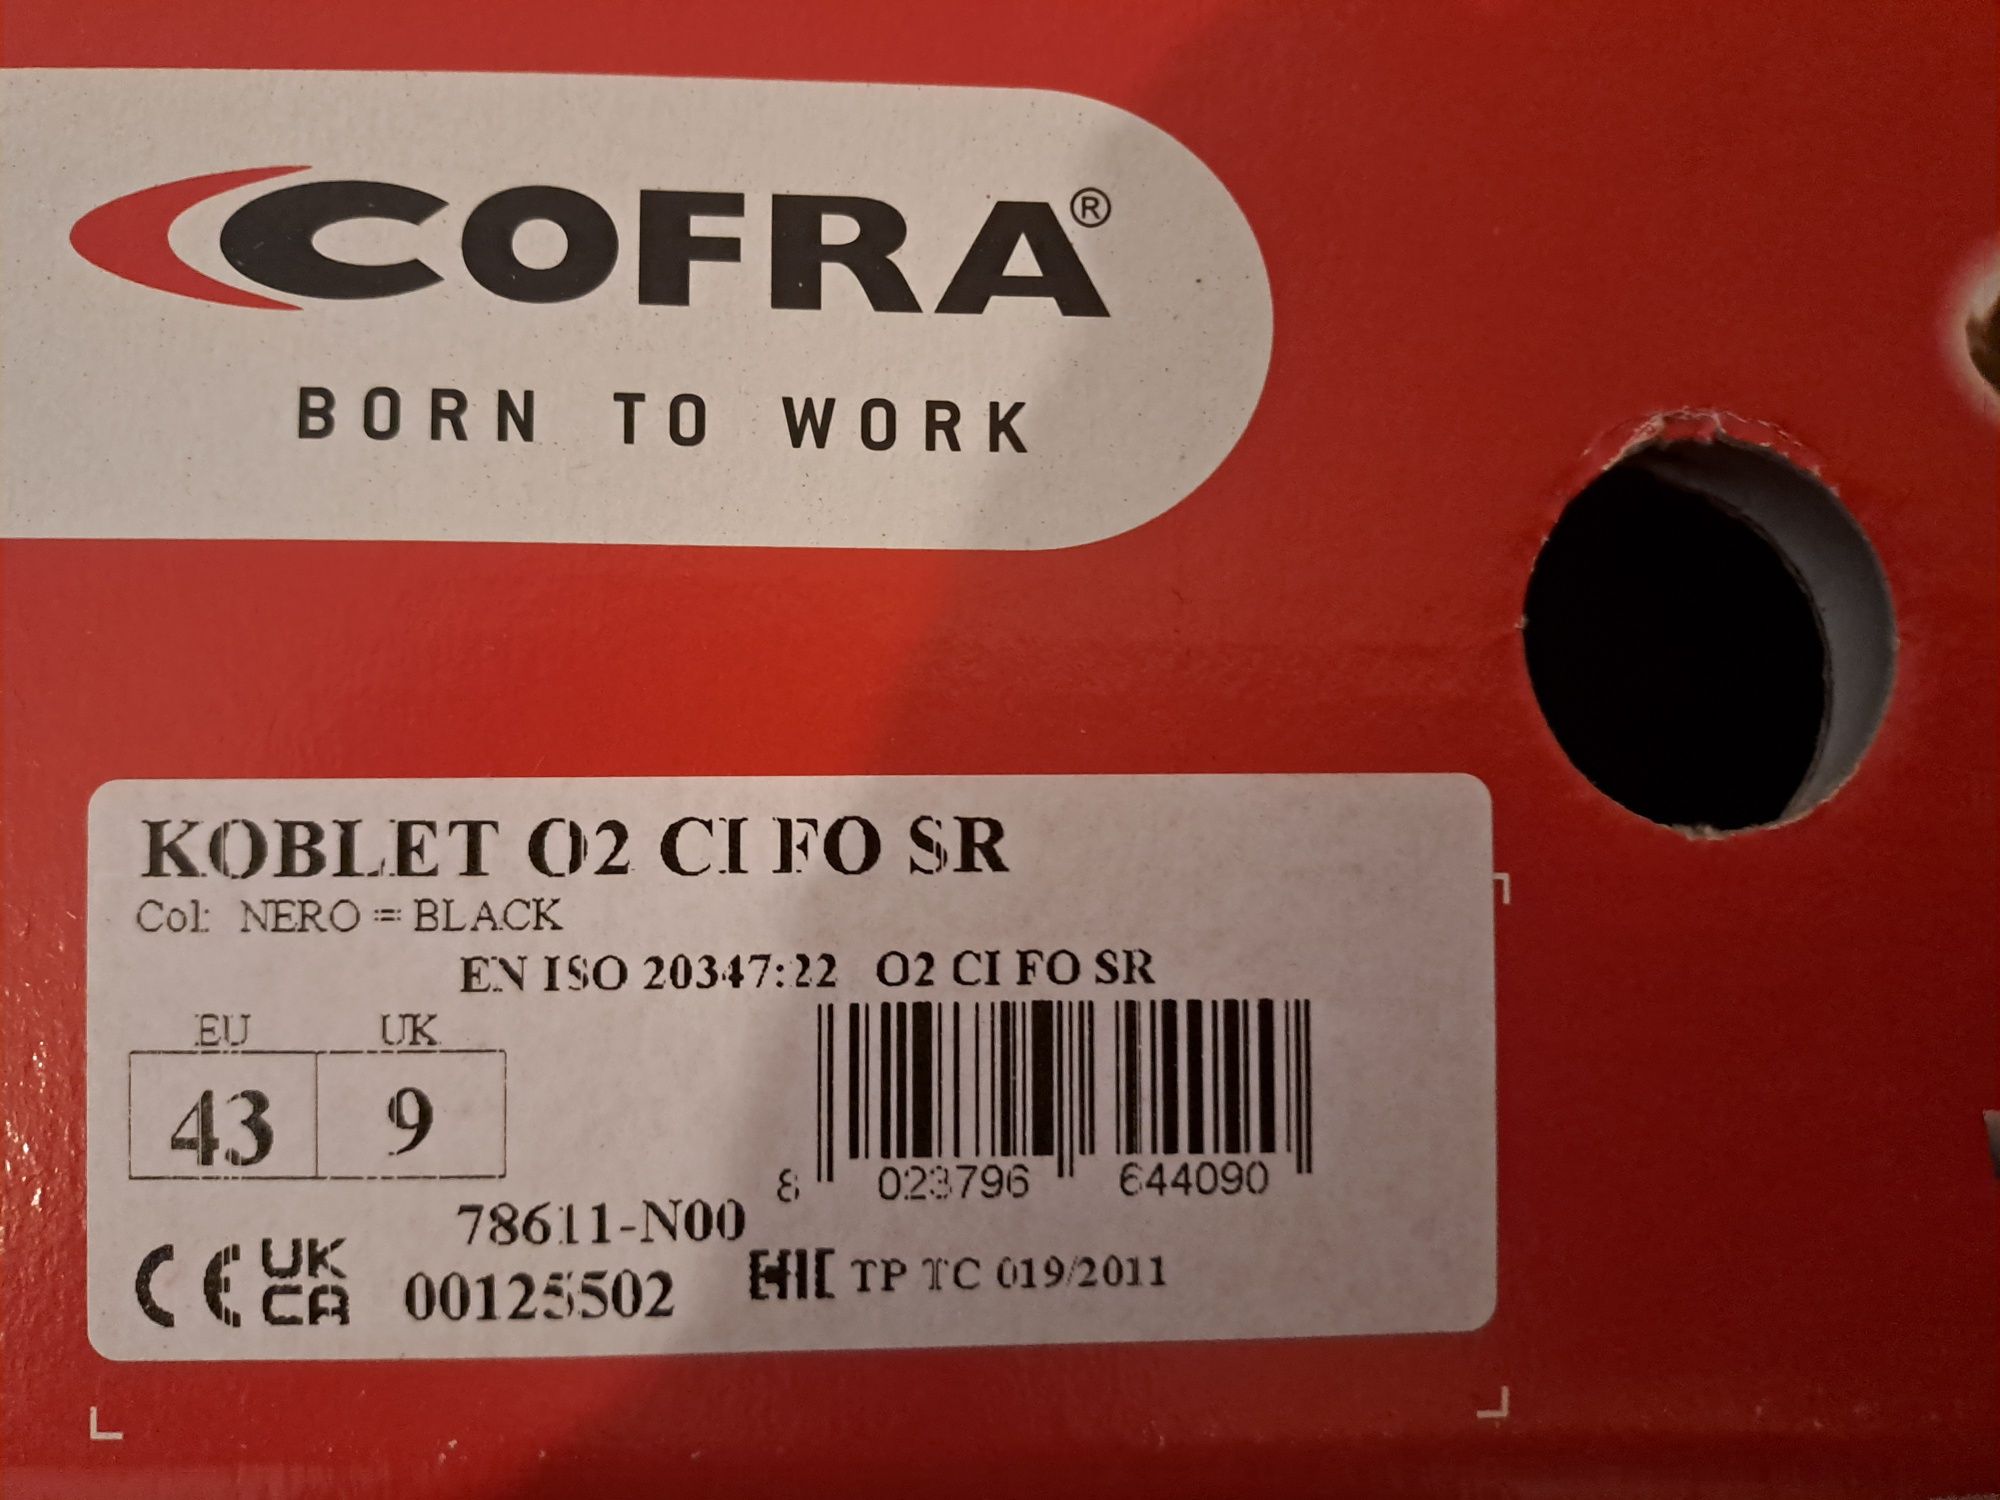 COFRA®
BORN TO WORK
KOBLET O2 CI FO SR
Col: NERO = BLACK
EN ISO 20347:22 O2 CI FO SR
EU UK
43 9
8 023796 644090
78611-N00
CE UK CA 00125502 EAC TP TC 019/2011